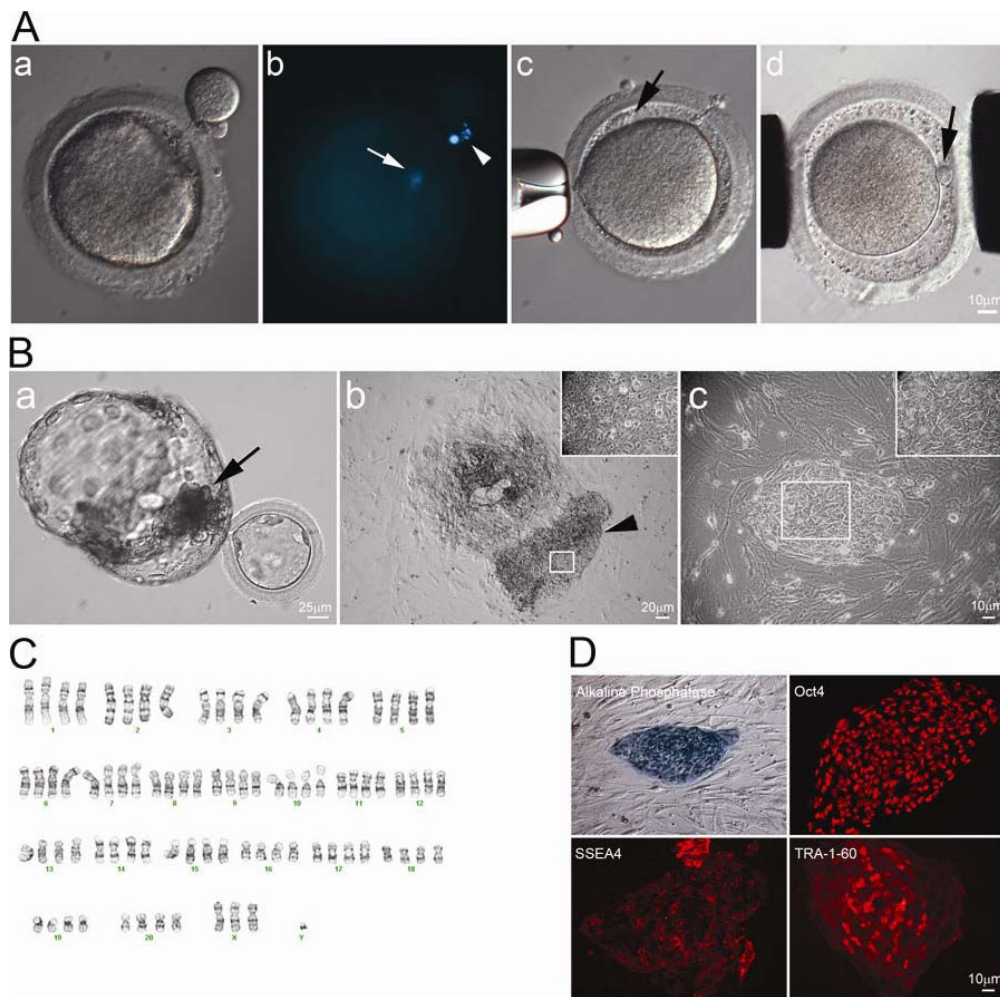 A
a
b
c
d
10μm
B
a
b
c
25μm
20μm
10μm
C
1 2 3 4 5
6 7 8 9 10 11 12
13 14 15 16 17 18
19 20 X Y
D
Alkaline Phosphatase
Oct4
SSEA4
TRA-1-60
10μm